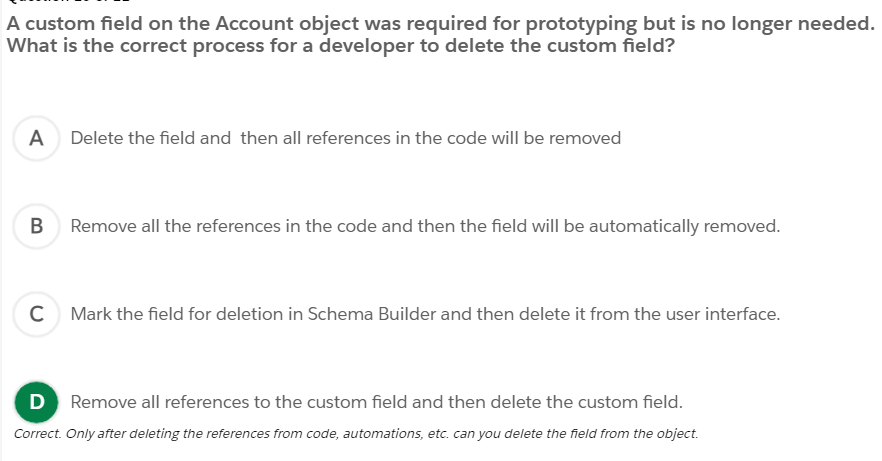 A custom field on the Account object was required for prototyping but is no longer needed.
What is the correct process for a developer to delete the custom field?
A Delete the field and then all references in the code will be removed
B Remove all the references in the code and then the field will be automatically removed.
C Mark the field for deletion in Schema Builder and then delete it from the user interface.
D Remove all references to the custom field and then delete the custom field.
Correct. Only after deleting the references from code, automations, etc. can you delete the field from the object.